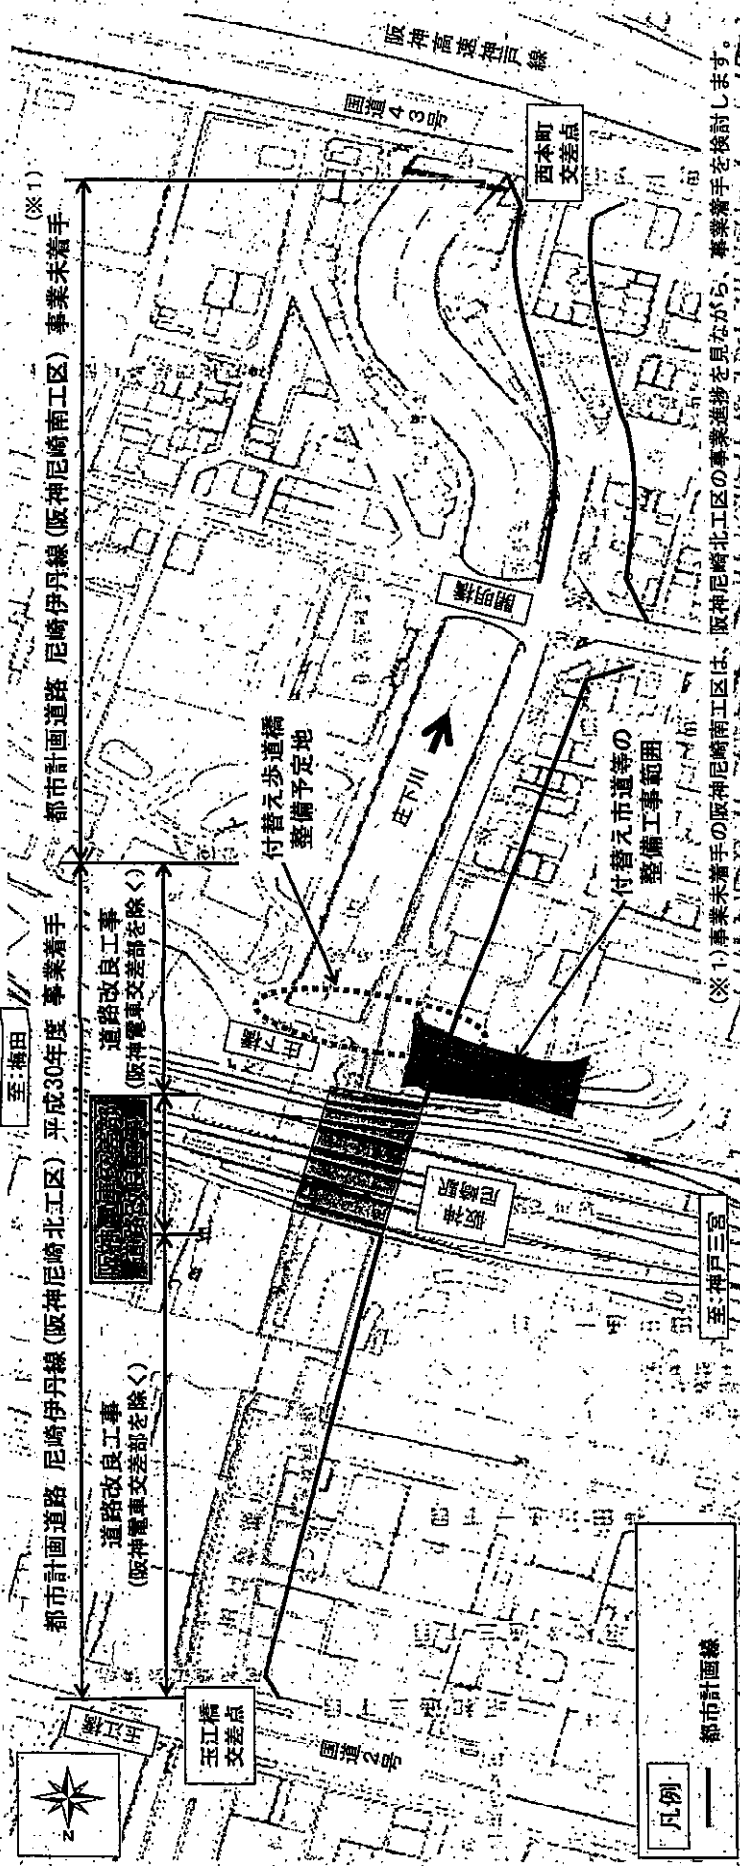 至:梅田
都市計画道路 尼崎伊丹線(阪神尼崎北工区) 平成30年度 事業着手
都市計画道路 尼崎伊丹線(阪神尼崎南工区) 事業未着手
(※1)
道路改良工事
(阪神電車交差部を除く)
道路改良工事
(阪神電車交差部を除く)
N
玉江橋
玉江橋
交差点
国道2号
庄下橋
付替え歩道橋
整備予定地
庄下川
開明橋
国道43号
阪神高速神戸線
西本町
交差点
阪神
尼崎駅
付替え市道等の
整備工事範囲
至:神戸三宮
凡例
都市計画線
(※1)事業未着手の阪神尼崎南工区は、阪神尼崎北工区の事業進捗を見ながら、事業着手を検討します。